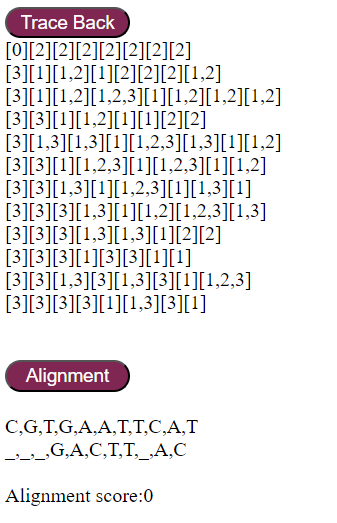 Trace Back
[0][2][2][2][2][2][2][2]
[3][1][1,2][1][2][2][2][1,2]
[3][1][1,2][1,2,3][1][1,2][1,2][1,2]
[3][3][1][1,2][1][1][2][2]
[3][1,3][1,3][1][1,2,3][1,3][1][1,2]
[3][3][1][1,2,3][1][1,2,3][1][1,2]
[3][3][1,3][1][1,2,3][1][1,3][1]
[3][3][3][1,3][1][1,2][1,2,3][1,3]
[3][3][3][1,3][1,3][1][2][2]
[3][3][3][1][3][3][1][1]
[3][3][1,3][3][1,3][3][1][1,2,3]
[3][3][3][3][1][1,3][3][1]
Alignment
C,G,T,G,A,A,T,T,C,A,T
_,_,_,G,A,C,T,T,_,A,C
Alignment score:0